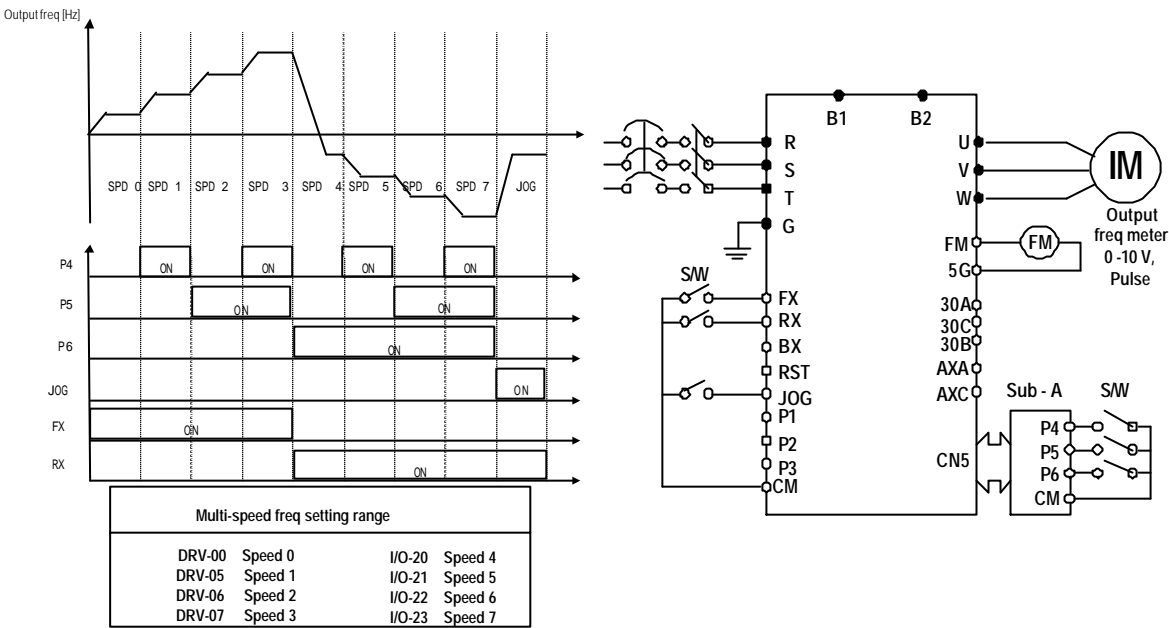 Output freq [Hz]
SPD 0 SPD 1 SPD 2 SPD 3 SPD 4 SPD 5 SPD 6 SPD 7 JOG
P4 ON ON ON ON
P5 ON ON
P6 ON
JOG ON
FX ON
RX ON
Multi-speed freq setting range
DRV-00 Speed 0 I/O-20 Speed 4
DRV-05 Speed 1 I/O-21 Speed 5
DRV-06 Speed 2 I/O-22 Speed 6
DRV-07 Speed 3 I/O-23 Speed 7
B1 B2
R
S
T
G
S/W
FX
RX
BX
RST
JOG
P1
P2
P3
CM
U
V
W
IM
Output
freq meter
0 -10 V,
Pulse
FM FM
5G
30A
30C
30B
AXA
AXC
CN5
Sub - A S/W
P4
P5
P6
CM